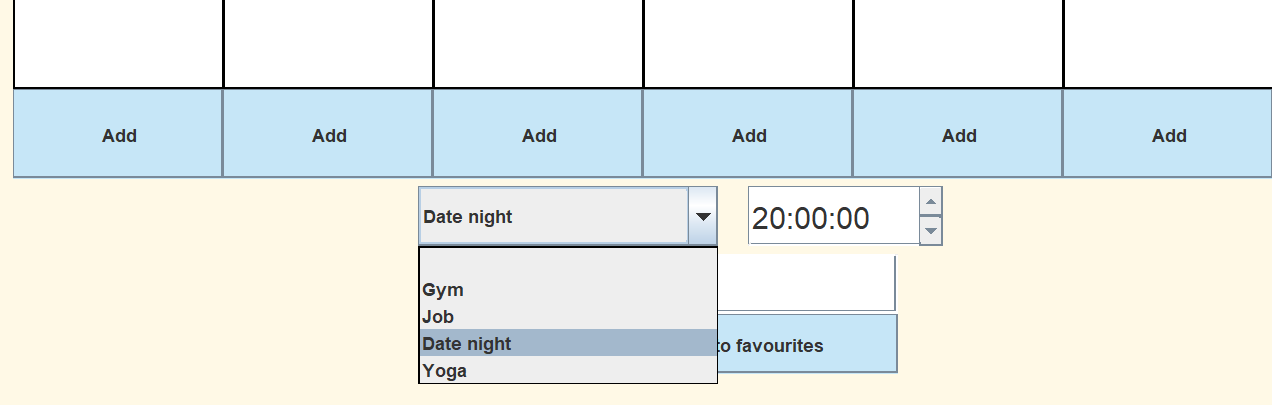 Add Add Add Add Add Add
Date night 20:00:00
Gym
Job
Date night
to favourites
Yoga